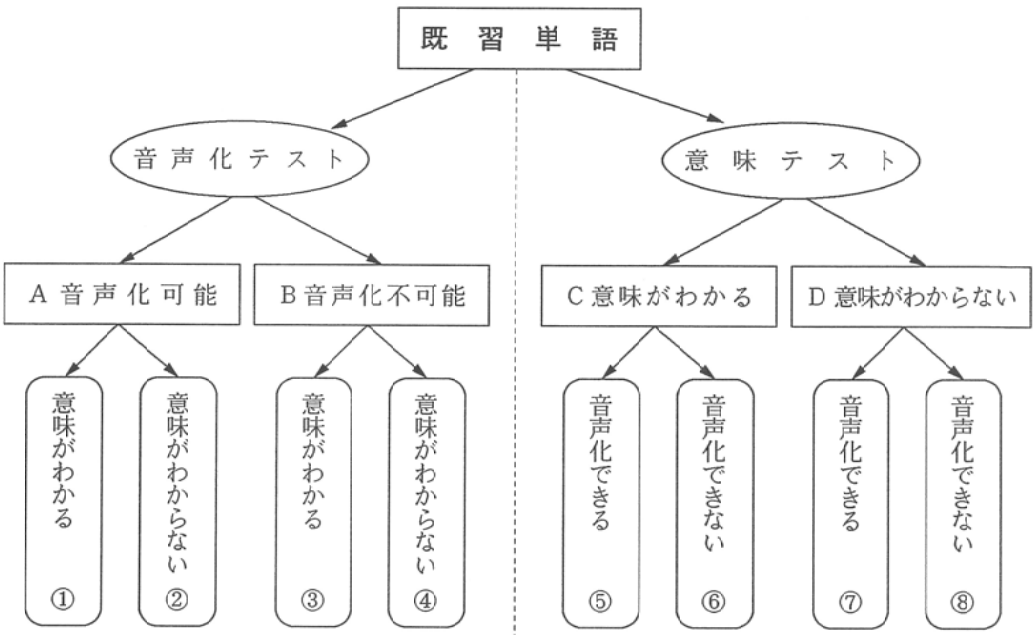 既習単語
音声化テスト
意味テスト
A 音声化可能
B 音声化不可能
C 意味がわかる
D 意味がわからない
意味がわかる ①
意味がわからない ②
意味がわかる ③
意味がわからない ④
音声化できる ⑤
音声化できない ⑥
音声化できる ⑦
音声化できない ⑧